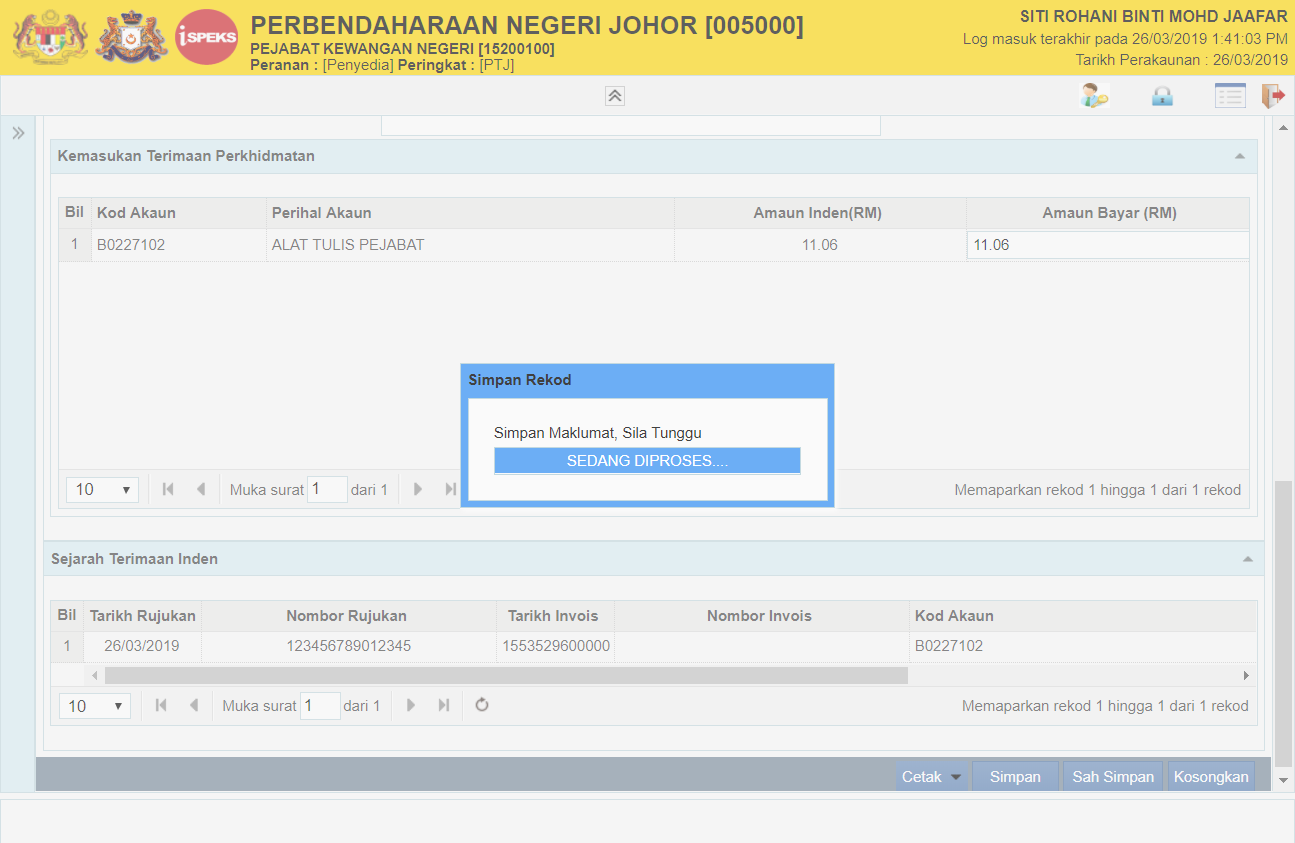 iSPEKS
PERBENDAHARAAN NEGERI JOHOR [005000]
PEJABAT KEWANGAN NEGERI [15200100]
Peranan : [Penyedia] Peringkat : [PTJ]
SITI ROHANI BINTI MOHD JAAFAR
Log masuk terakhir pada 26/03/2019 1:41:03 PM
Tarikh Perakaunan : 26/03/2019
Kemasukan Terimaan Perkhidmatan
Bil Kod Akaun Perihal Akaun Amaun Inden(RM) Amaun Bayar (RM)
1 B0227102 ALAT TULIS PEJABAT 11.06 11.06
Simpan Rekod
Simpan Maklumat, Sila Tunggu
SEDANG DIPROSES....
10 Muka surat 1 dari 1 Memaparkan rekod 1 hingga 1 dari 1 rekod
Sejarah Terimaan Inden
Bil Tarikh Rujukan Nombor Rujukan Tarikh Invois Nombor Invois Kod Akaun
1 26/03/2019 123456789012345 1553529600000 B0227102
10 Muka surat 1 dari 1 Memaparkan rekod 1 hingga 1 dari 1 rekod
Cetak Simpan Sah Simpan Kosongkan